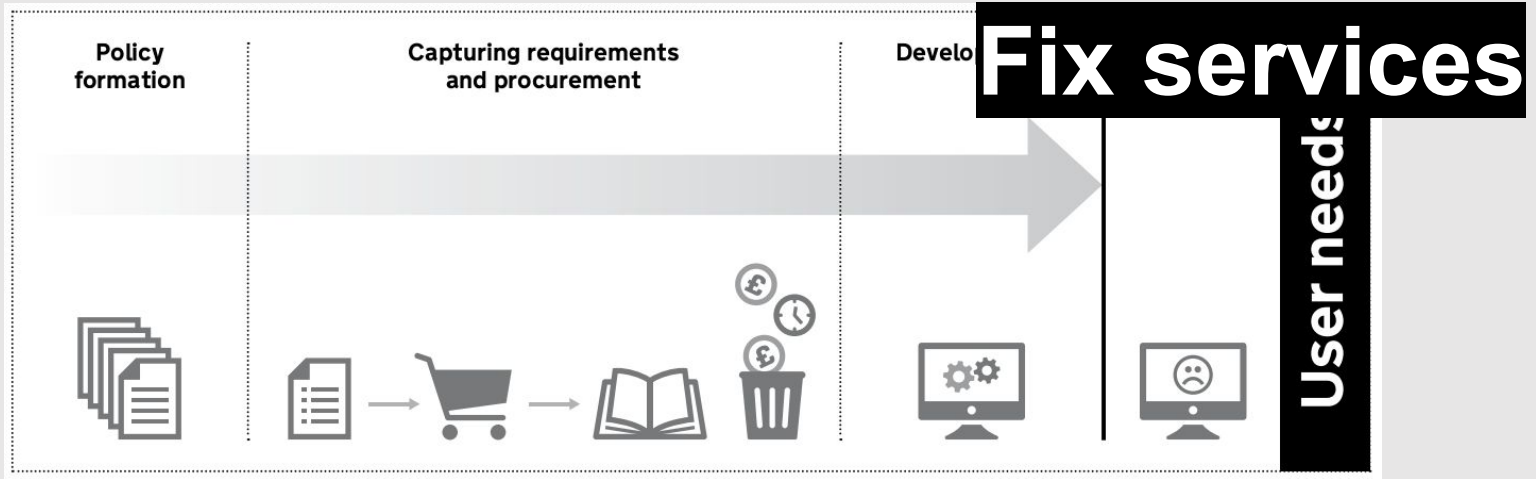 Policy
formation
Capturing requirements
and procurement
Fix services
User needs
£
£